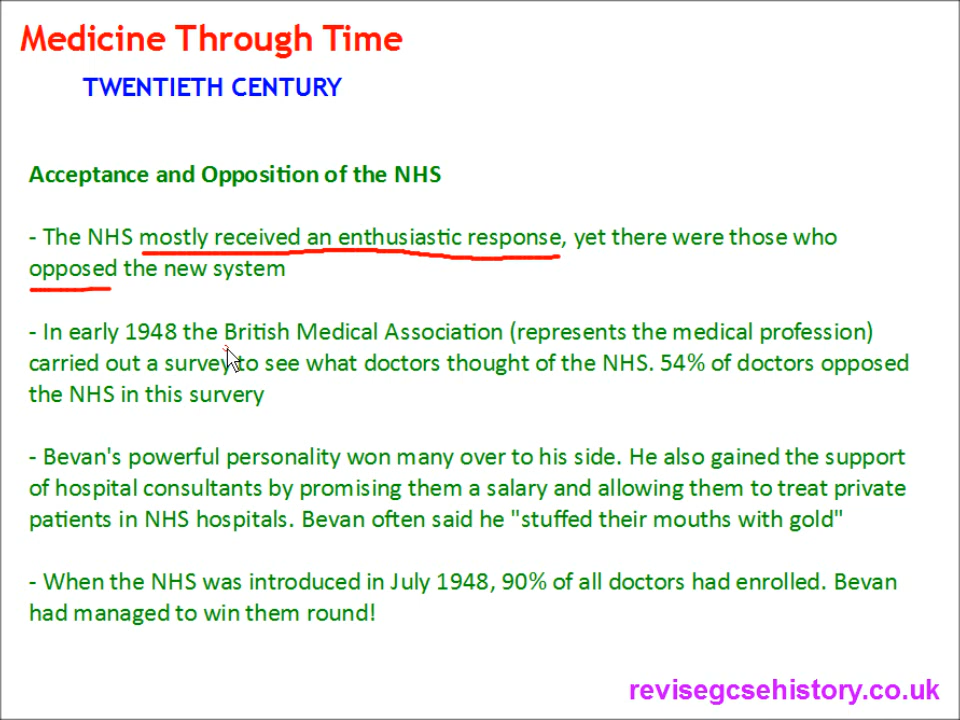 Medicine Through Time
TWENTIETH CENTURY
Acceptance and Opposition of the NHS
- The NHS mostly received an enthusiastic response, yet there were those who
opposed the new system
- In early 1948 the British Medical Association (represents the medical profession)
carried out a survey to see what doctors thought of the NHS. 54% of doctors opposed
the NHS in this survery
- Bevan's powerful personality won many over to his side. He also gained the support
of hospital consultants by promising them a salary and allowing them to treat private
patients in NHS hospitals. Bevan often said he "stuffed their mouths with gold"
- When the NHS was introduced in July 1948, 90% of all doctors had enrolled. Bevan
had managed to win them round!
revisegcsehistory.co.uk